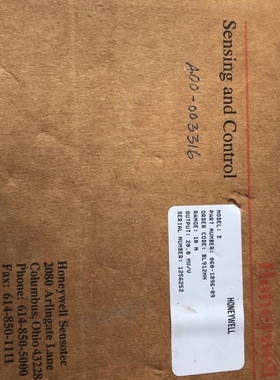 Sensing and Control
A00-003316
HONEYWELL
MODEL: 2
PART NUMBER: 060-1896-09
ORDER CODE: BL912MH
RANGE: 10 M
OUTPUT: 20.0 MV/V
SERIAL NUMBER: 1256252
Honeywell Sensotec
2080 Arlingate Lane
Columbus, Ohio 43228
Phone: 614-850-5000
Fax: 614-850-1111